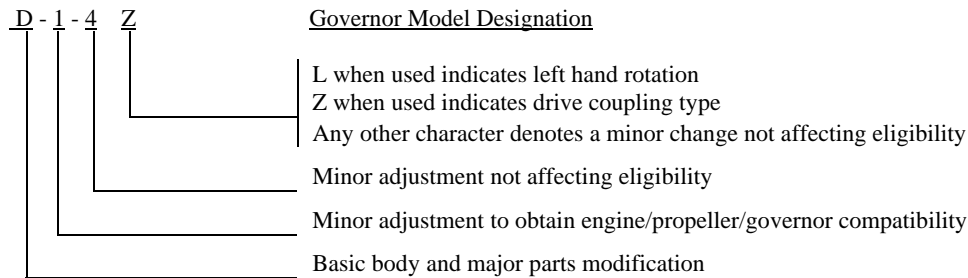 D - 1 - 4 Z Governor Model Designation
L when used indicates left hand rotation
Z when used indicates drive coupling type
Any other character denotes a minor change not affecting eligibility
Minor adjustment not affecting eligibility
Minor adjustment to obtain engine/propeller/governor compatibility
Basic body and major parts modification